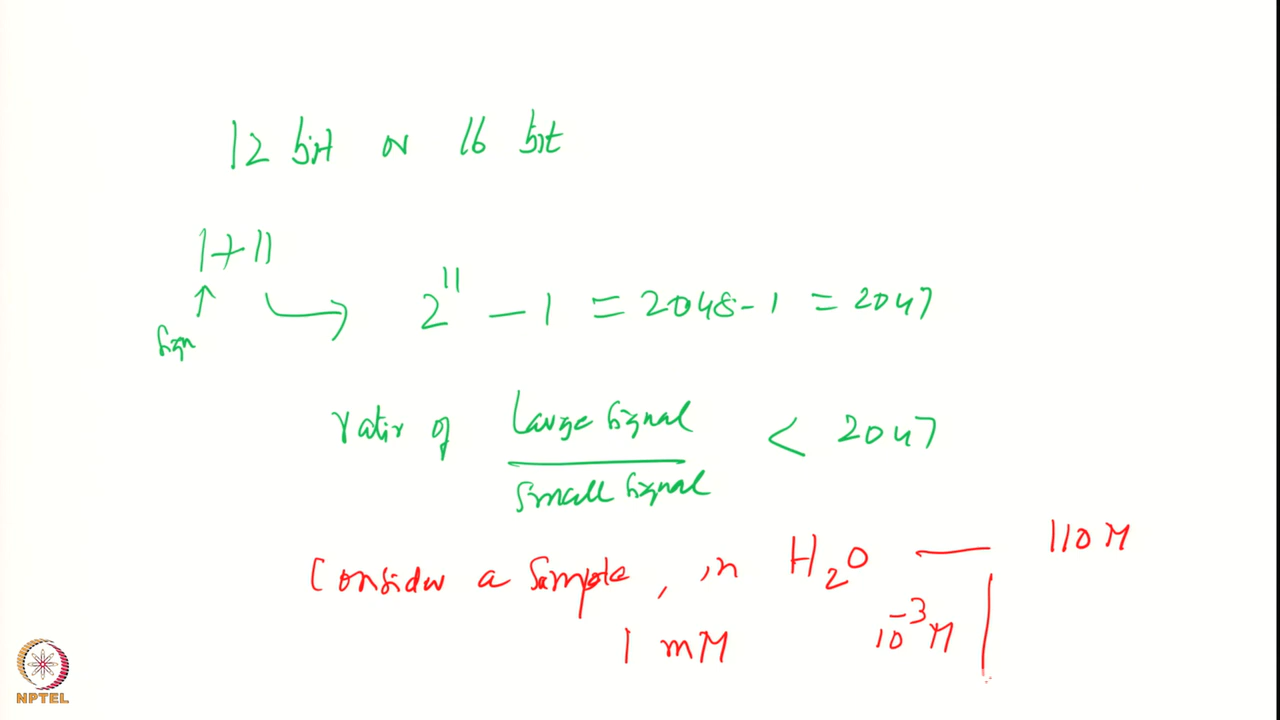 12 bit or 16 bit
1+11
Sign
2^11 - 1 = 2048-1 = 2047
ratio of Large Signal / Small Signal < 2047
Consider a Sample, in H2O — 110 M
1 mM 10^-3 M
NPTEL